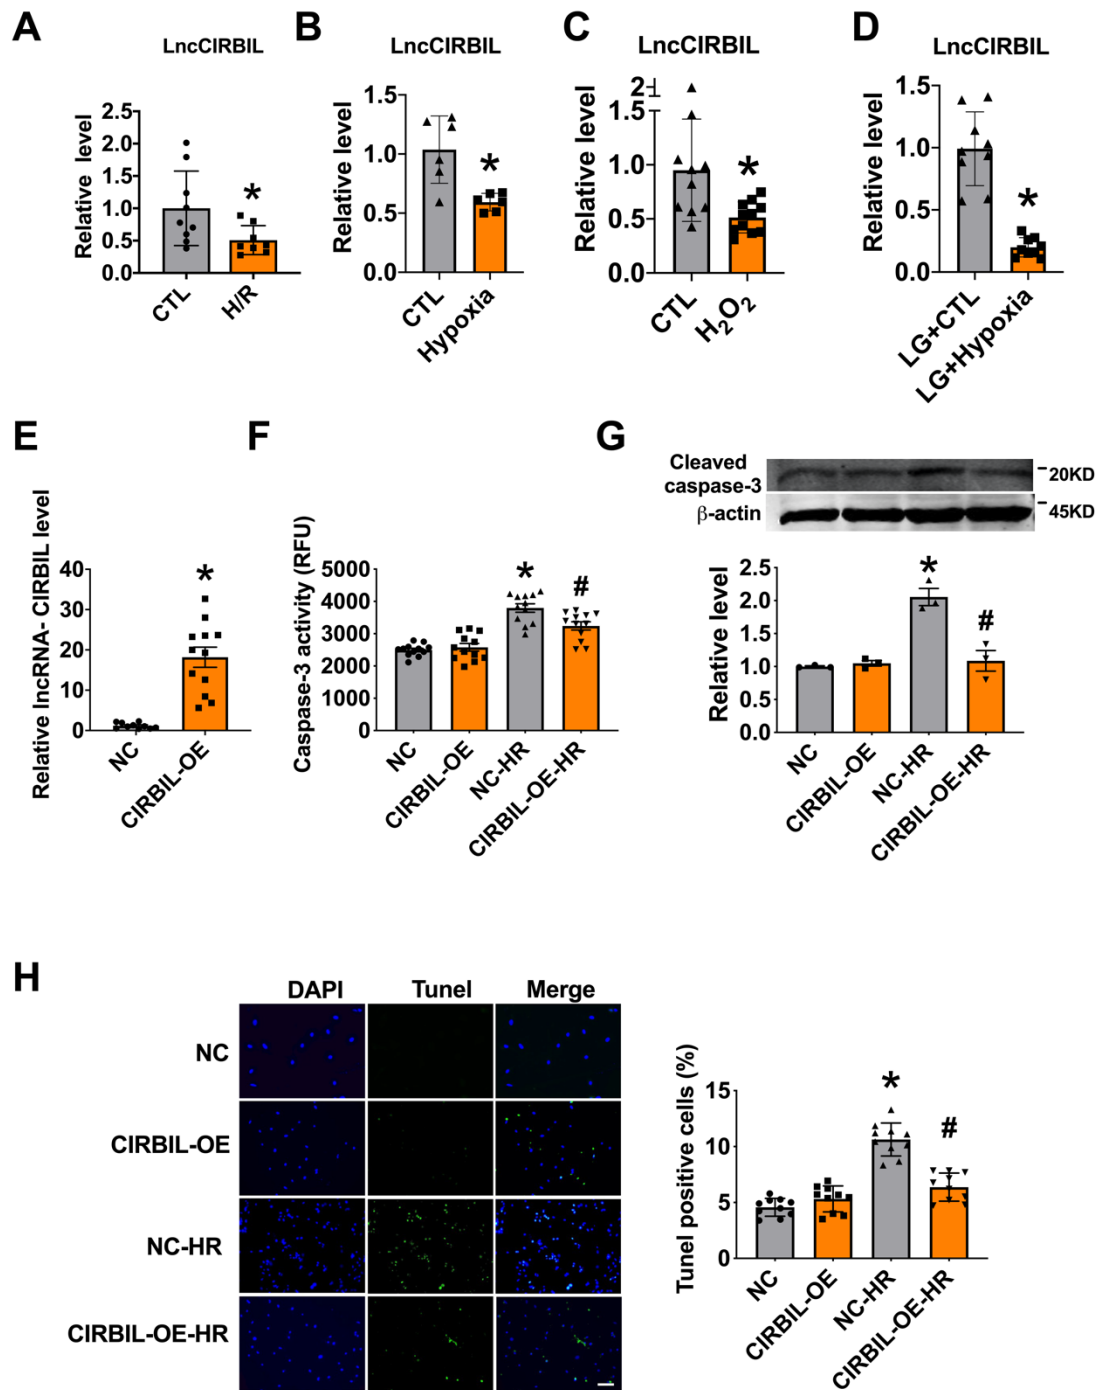 A
LncCIRBIL
Relative level
2.5
2.0
1.5
1.0
0.5
0.0
*
CTL
H/R
B
LncCIRBIL
Relative level
1.5
1.0
0.5
0.0
*
CTL
Hypoxia
C
LncCIRBIL
Relative level
2
1.5
1.0
0.5
0.0
*
CTL
H₂O₂
D
LncCIRBIL
Relative level
1.5
1.0
0.5
0.0
*
LG+CTL
LG+Hypoxia
E
Relative lncRNA- CIRBIL level
40
30
20
10
0
*
NC
CIRBIL-OE
F
Caspase-3 activity (RFU)
5000
4000
3000
2000
1000
0
*
#
NC
CIRBIL-OE
NC-HR
CIRBIL-OE-HR
G
Cleaved
caspase-3
20KD
β-actin
45KD
Relative level
2.5
2.0
1.5
1.0
0.5
0.0
*
#
NC
CIRBIL-OE
NC-HR
CIRBIL-OE-HR
H
DAPI
Tunel
Merge
NC
CIRBIL-OE
NC-HR
CIRBIL-OE-HR
Tunel positive cells (%)
15
10
5
0
*
#
NC
CIRBIL-OE
NC-HR
CIRBIL-OE-HR